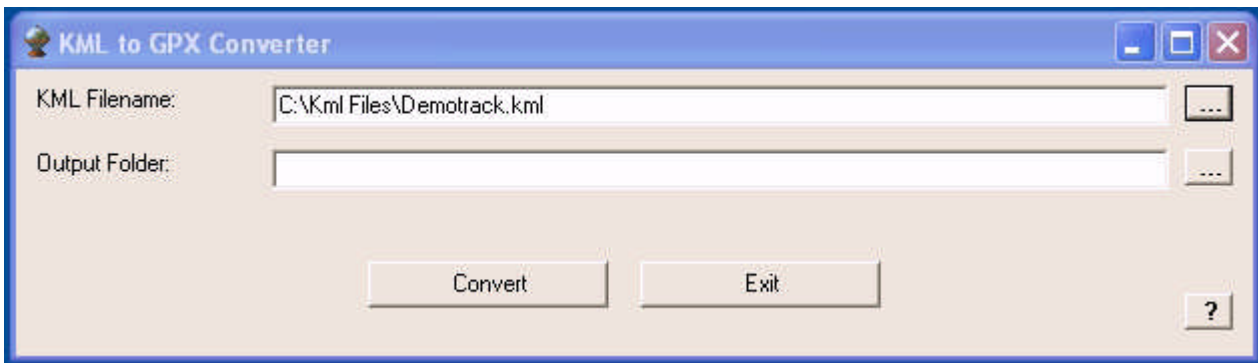 KML to GPX Converter
KML Filename: C:\Kml Files\Demotrack.kml ...
Output Folder: ...
Convert Exit
?